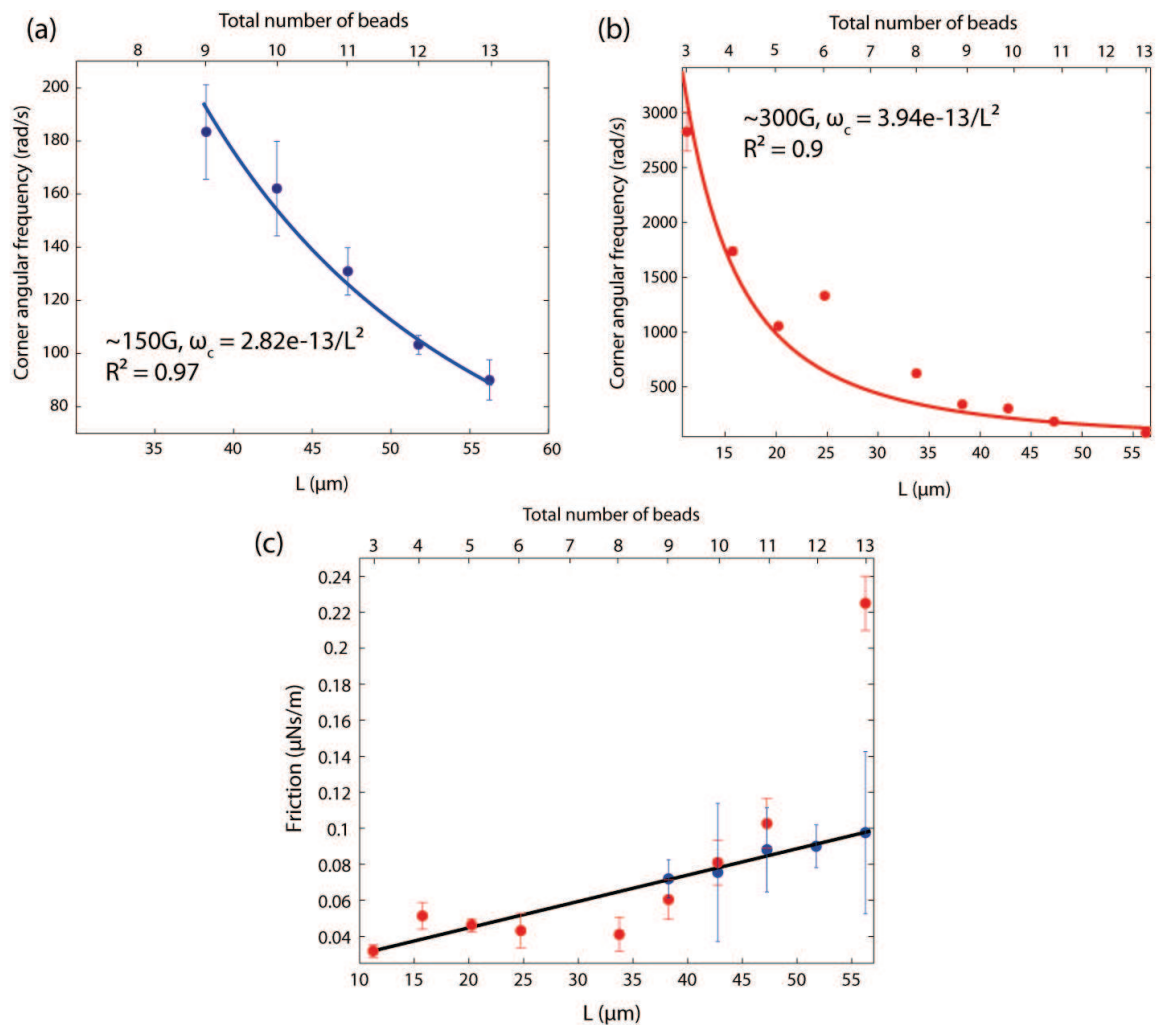 (a)
Total number of beads
8 9 10 11 12 13
200
180
160
140
120
100
80
Corner angular frequency (rad/s)
~150G, ω_c = 2.82e-13/L²
R² = 0.97
35 40 45 50 55 60
L (μm)
(b)
Total number of beads
3 4 5 6 7 8 9 10 11 12 13
3000
2500
2000
1500
1000
500
Corner angular frequency (rad/s)
~300G, ω_c = 3.94e-13/L²
R² = 0.9
15 20 25 30 35 40 45 50 55
L (μm)
(c)
Total number of beads
3 4 5 6 7 8 9 10 11 12 13
0.24
0.22
0.2
0.18
0.16
0.14
0.12
0.1
0.08
0.06
0.04
Friction (μNs/m)
10 15 20 25 30 35 40 45 50 55
L (μm)